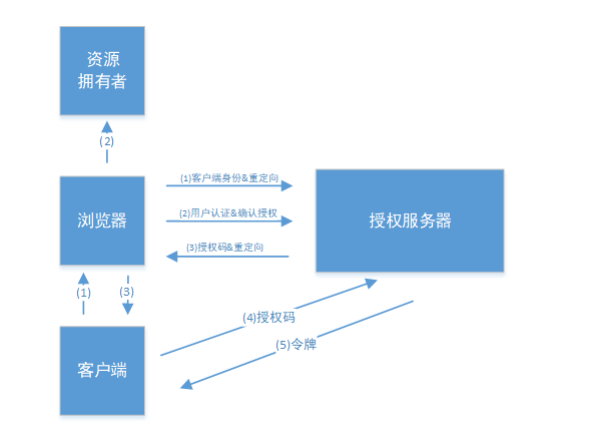 资源
拥有者
(2)
(1)客户端身份&重定向
浏览器
(2)用户认证&确认授权
授权服务器
(3)授权码&重定向
(1)
(3)
(4)授权码
(5)令牌
客户端